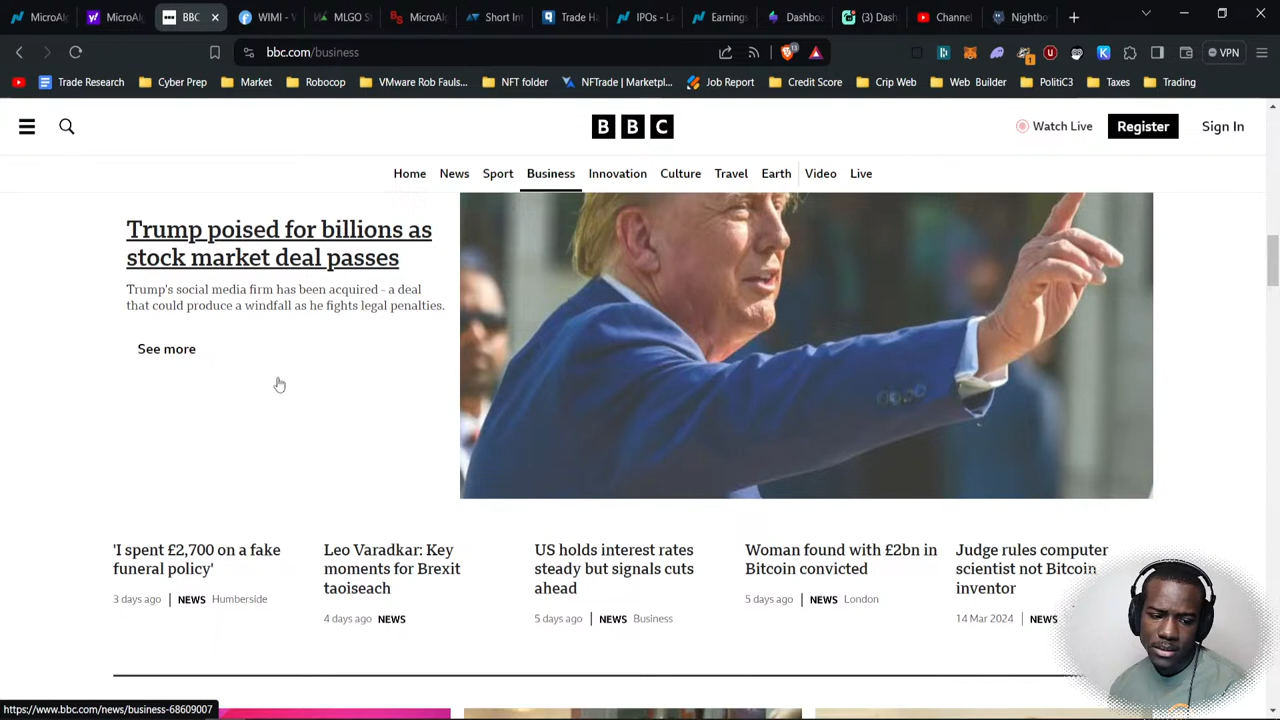 MicroAl
MicroAl
BBC
WIMI - V
MLGO S
MicroAl
Short In
Trade Ha
IPOs - La
Earning
Dashbo
(3) Dash
Channel
Nightbo
bbc.com/business
VPN
Trade Research
Cyber Prep
Market
Robcrop
VMware Rob Faus...
NFT folder
NFTrade | Marketpl...
Job Report
Credit Score
Crip Web
Web Builder
PolitiC3
Taxes
Trading
BBC
Watch Live
Register
Sign In
Home
News
Sport
Business
Innovation
Culture
Travel
Earth
Video
Live
Trump poised for billions as
stock market deal passes
Trump's social media firm has been acquired - a deal
that could produce a windfall as he fights legal penalties.
See more
'I spent £2,700 on a fake
funeral policy'
3 days ago | NEWS Humberside
Leo Varadkar: Key
moments for Brexit
taoiseach
4 days ago NEWS
US holds interest rates
steady but signals cuts
ahead
5 days ago | NEWS Business
Woman found with £2bn in
Bitcoin convicted
5 days ago | NEWS London
Judge rules computer
scientist not Bitcoin
inventor
14 Mar 2024 | NEWS
https://www.bbc.com/news/business-68609007